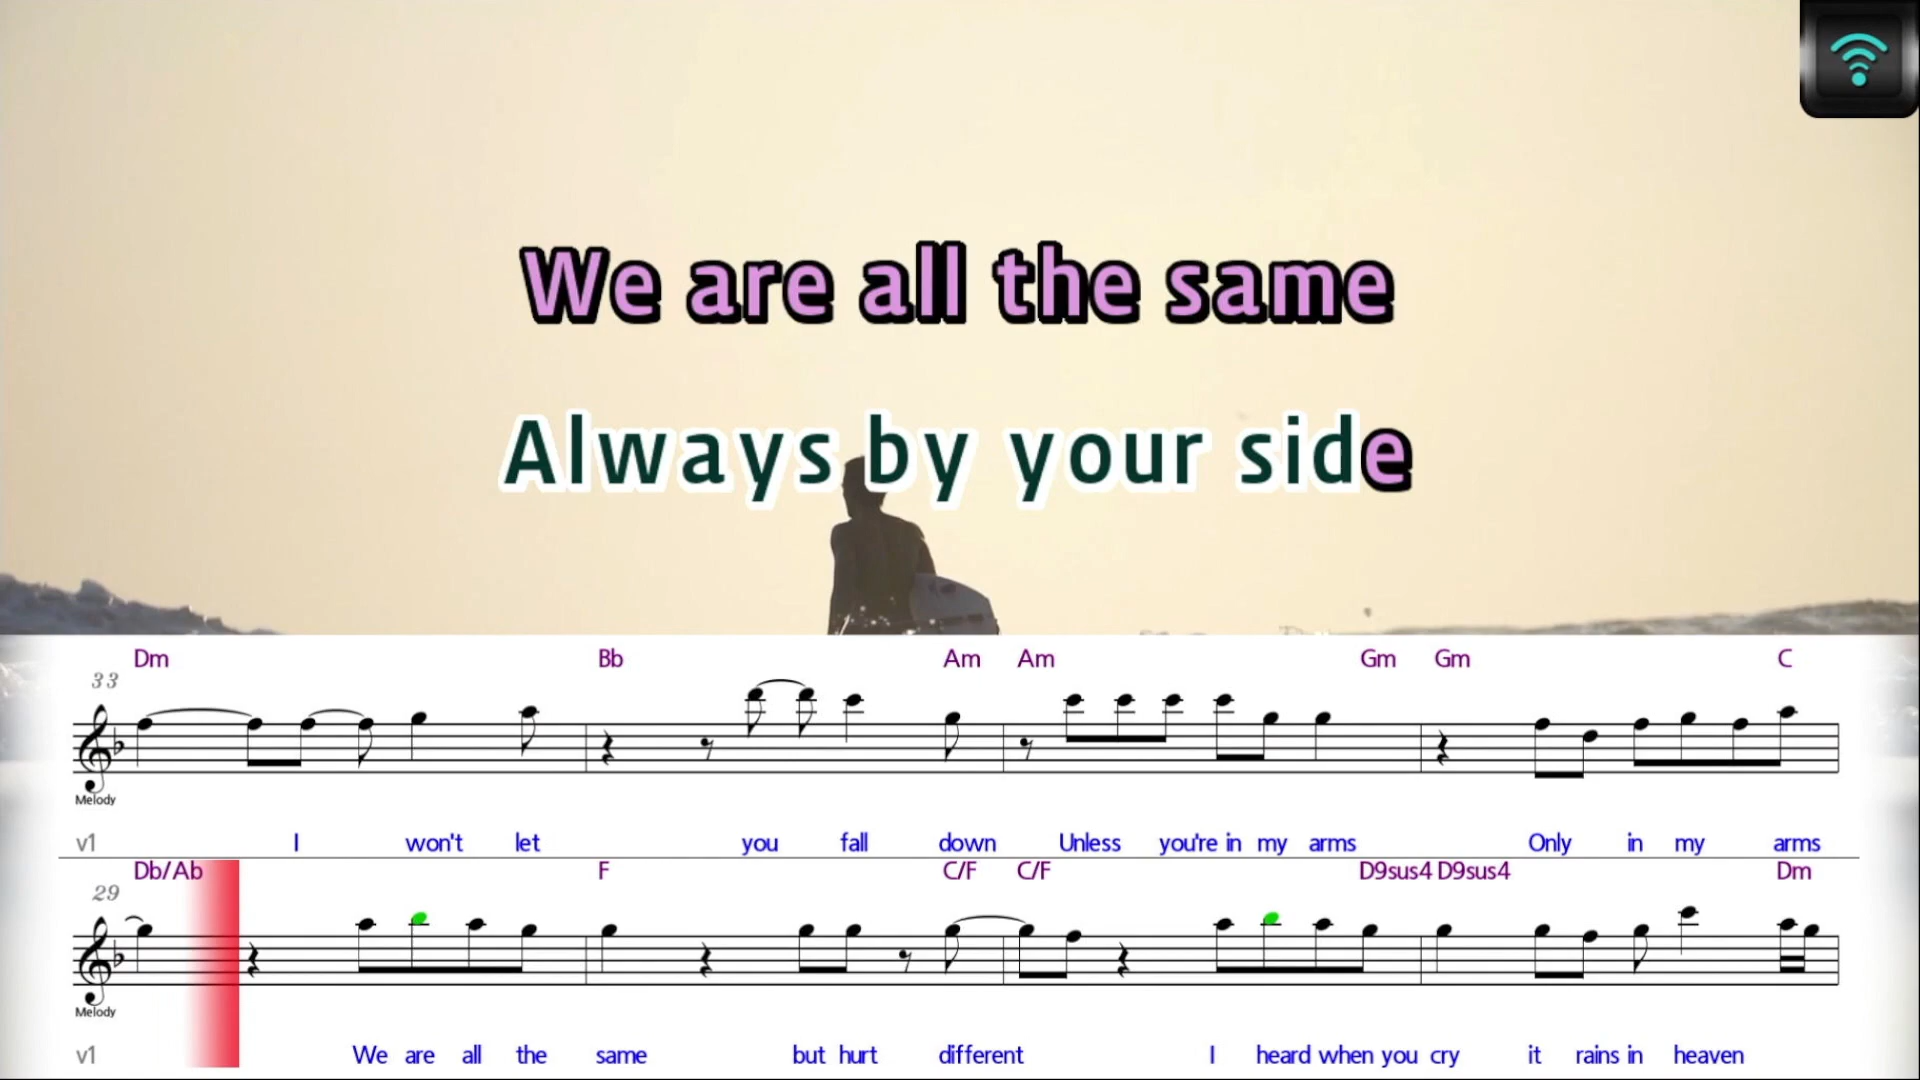 We are all the same
Always by your side
Dm Bb Am Am Gm Gm C
33
Melody
v1 I won't let you fall down Unless you're in my arms Only in my arms
Db/Ab F C/F C/F D9sus4 D9sus4 Dm
29
Melody
v1 We are all the same but hurt different I heard when you cry it rains in heaven